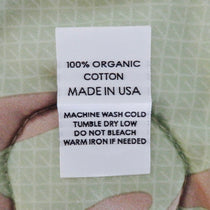 100% ORGANIC
COTTON
MADE IN USA
MACHINE WASH COLD
TUMBLE DRY LOW
DO NOT BLEACH
WARM IRON IF NEEDED